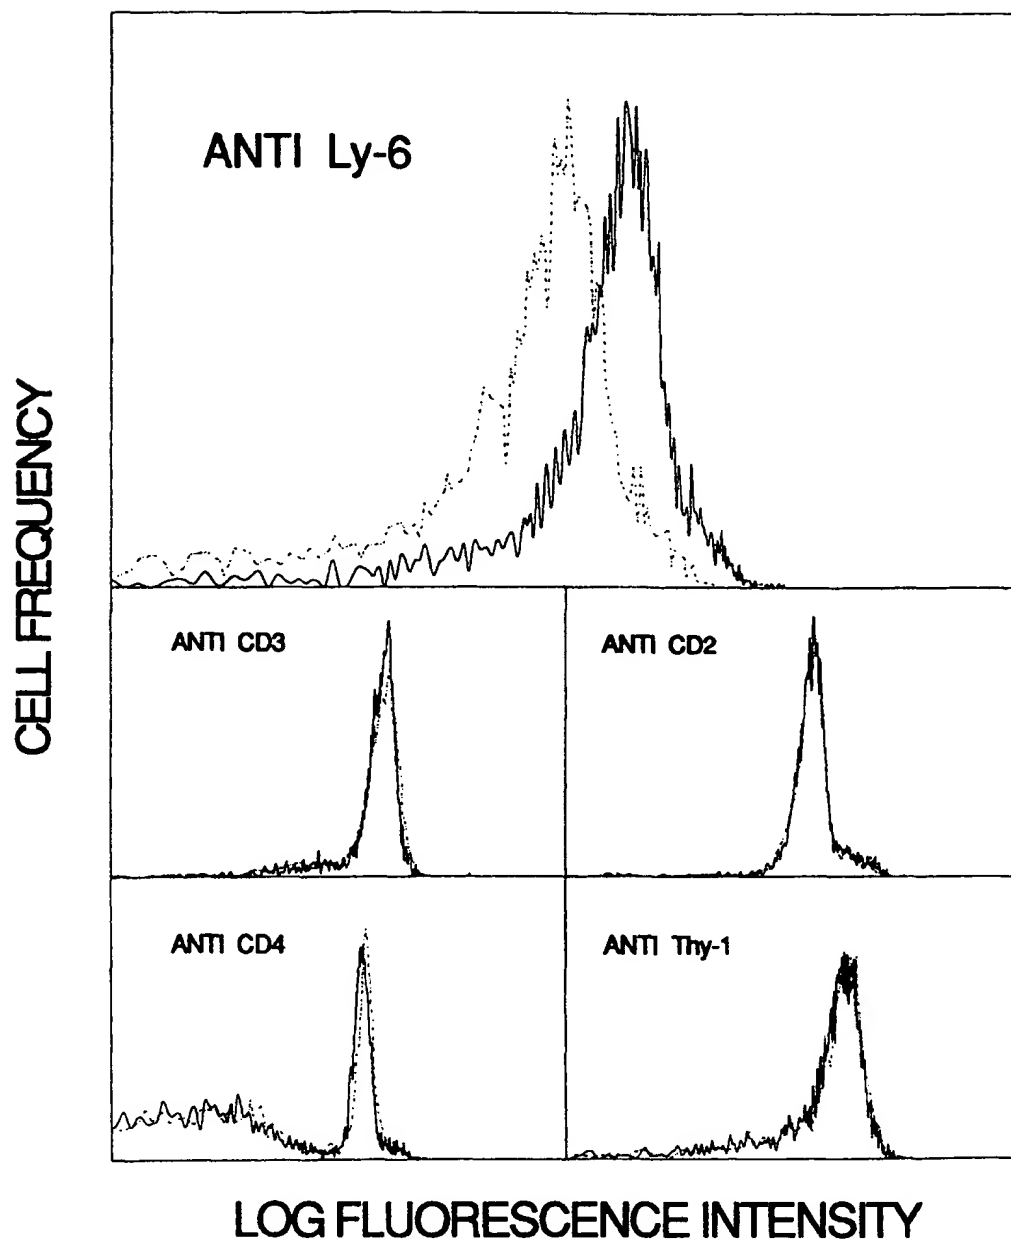 ANTI Ly-6
CELL FREQUENCY
ANTI CD3
ANTI CD2
ANTI CD4
ANTI Thy-1
LOG FLUORESCENCE INTENSITY